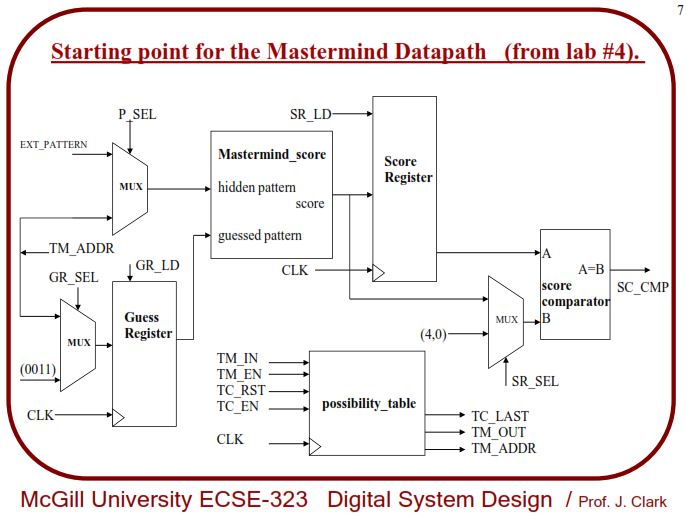 7
Starting point for the Mastermind Datapath (from lab #4).
P_SEL
EXT_PATTERN
MUX
TM_ADDR
GR_SEL
GR_LD
MUX
(0011)
Guess
Register
CLK
Mastermind_score
hidden pattern
score
guessed pattern
SR_LD
Score
Register
CLK
(4,0)
MUX
SR_SEL
A
A=B
score
comparator
B
SC_CMP
TM_IN
TM_EN
TC_RST
TC_EN
CLK
possibility_table
TC_LAST
TM_OUT
TM_ADDR
McGill University ECSE-323 Digital System Design / Prof. J. Clark